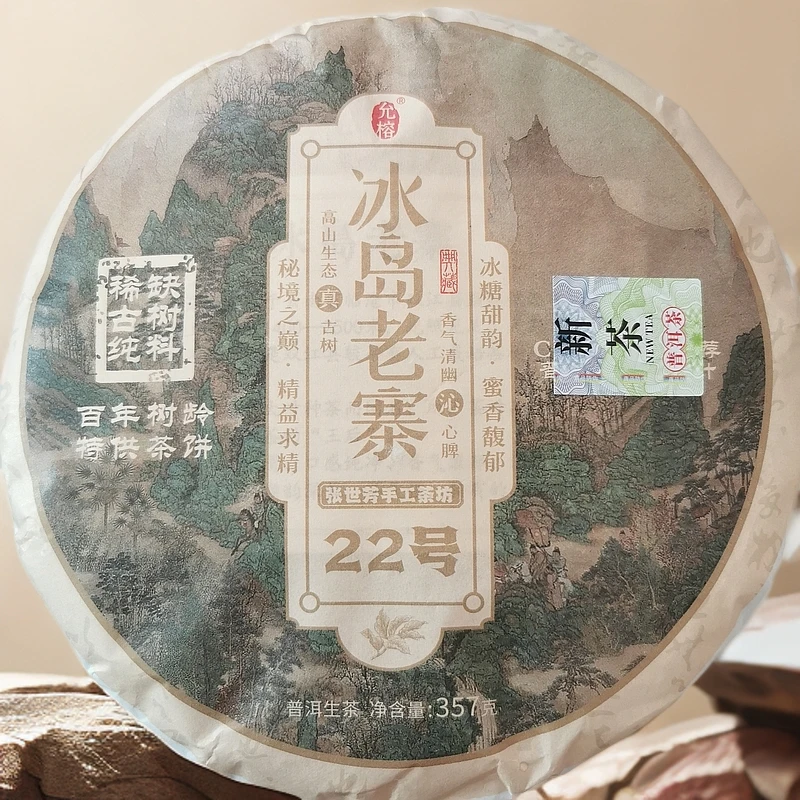 允榕
®
冰岛老寨
高山生态
真
古树
典藏
香气清幽
沁
心脾
秘境之巅·精益求精
冰糖甜韵·蜜香馥郁
张世芳手工茶坊
22号
稀缺
古树
纯料
百年树龄
特供茶饼
新
茶
NEW TEA
普洱茶
普洱生茶 净含量:357克